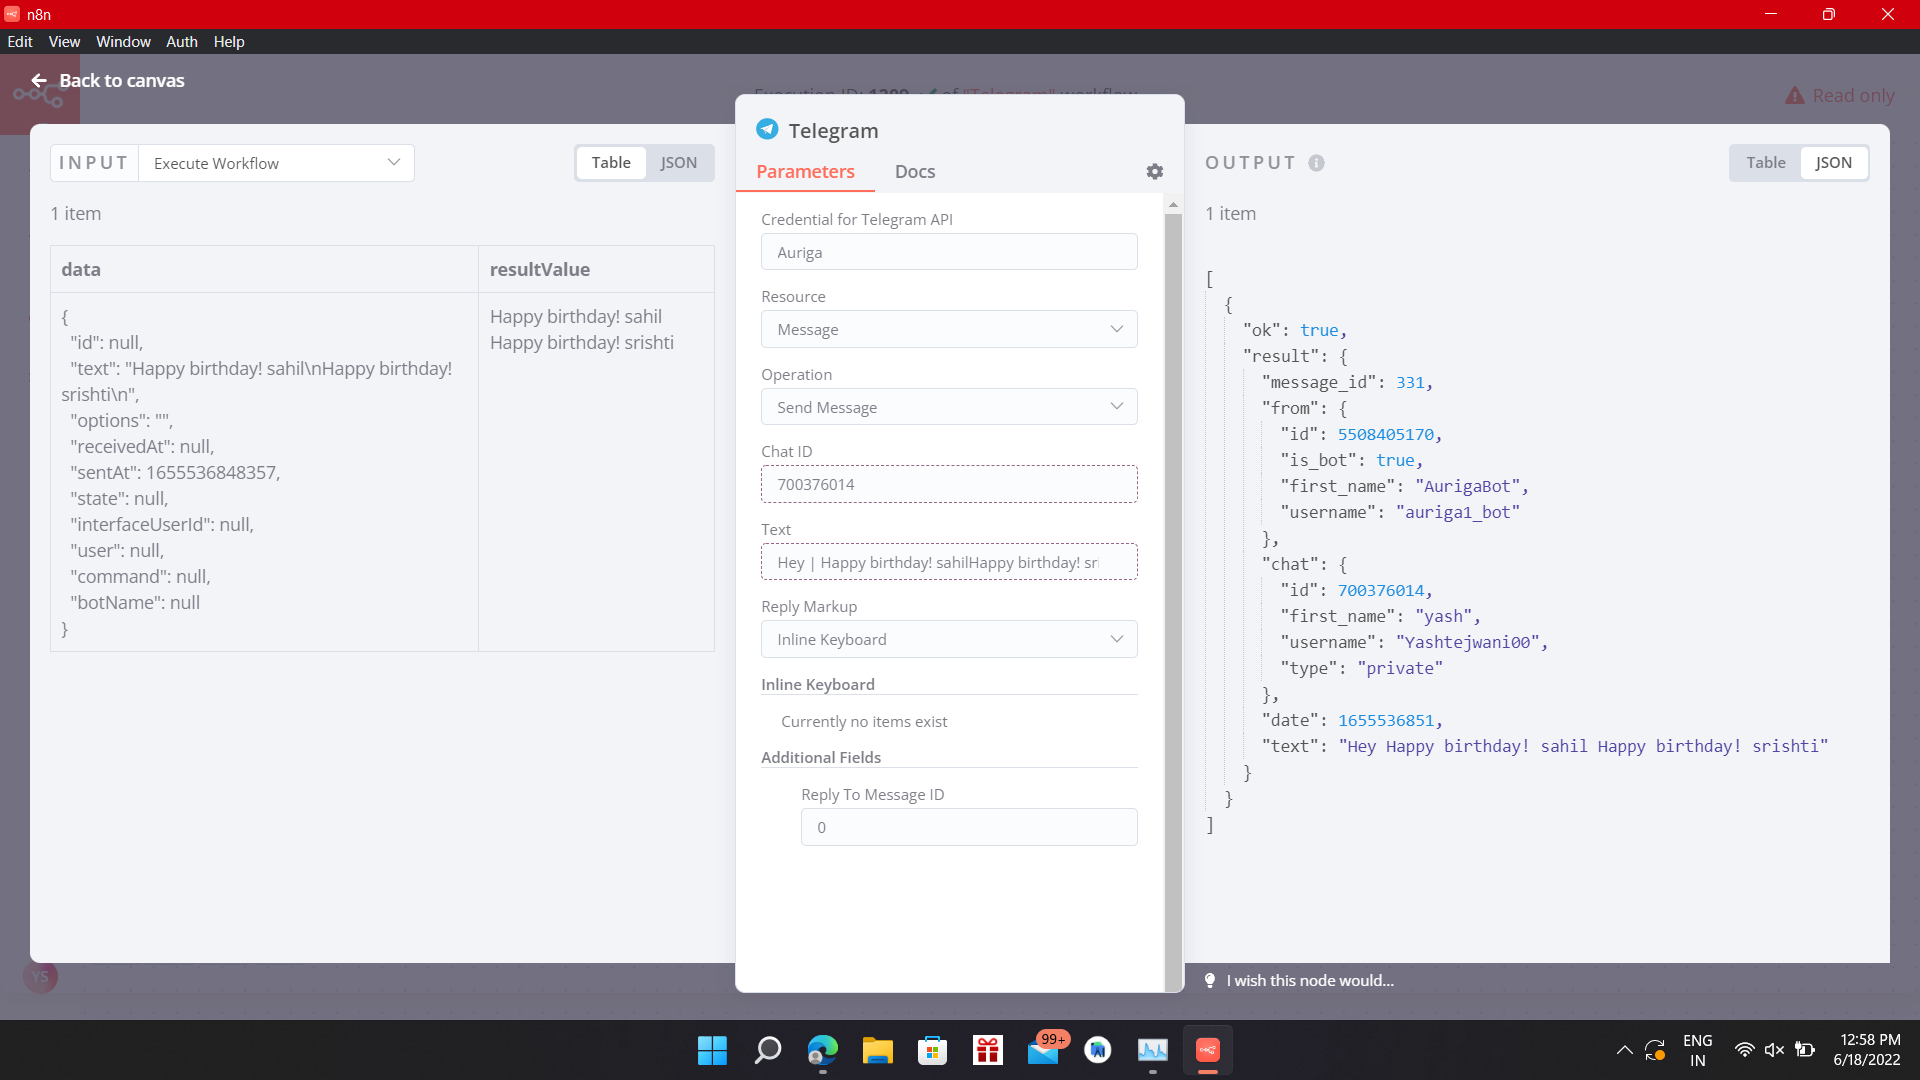 n8n
Edit View Window Auth Help
Back to canvas
Execution ID: 1299 of "Telegram" workflow
Read only
INPUT Execute Workflow Table JSON
1 item
data resultValue
{
"id": null,
"text": "Happy birthday! sahil\nHappy birthday!
srishti\n",
"options": "",
"receivedAt": null,
"sentAt": 1655536848357,
"state": null,
"interfaceUserId": null,
"user": null,
"command": null,
"botName": null
}
Happy birthday! sahil
Happy birthday! srishti
Telegram
Parameters Docs
Credential for Telegram API
Auriga
Resource
Message
Operation
Send Message
Chat ID
700376014
Text
Hey | Happy birthday! sahilHappy birthday! sri
Reply Markup
Inline Keyboard
Inline Keyboard
Currently no items exist
Additional Fields
Reply To Message ID
0
OUTPUT Table JSON
1 item
[
{
"ok": true,
"result": {
"message_id": 331,
"from": {
"id": 5508405170,
"is_bot": true,
"first_name": "AurigaBot",
"username": "auriga1_bot"
},
"chat": {
"id": 700376014,
"first_name": "yash",
"username": "Yashtejwani00",
"type": "private"
},
"date": 1655536851,
"text": "Hey Happy birthday! sahil Happy birthday! srishti"
}
}
]
YS
I wish this node would...
99+
ENG
IN
12:58 PM
6/18/2022